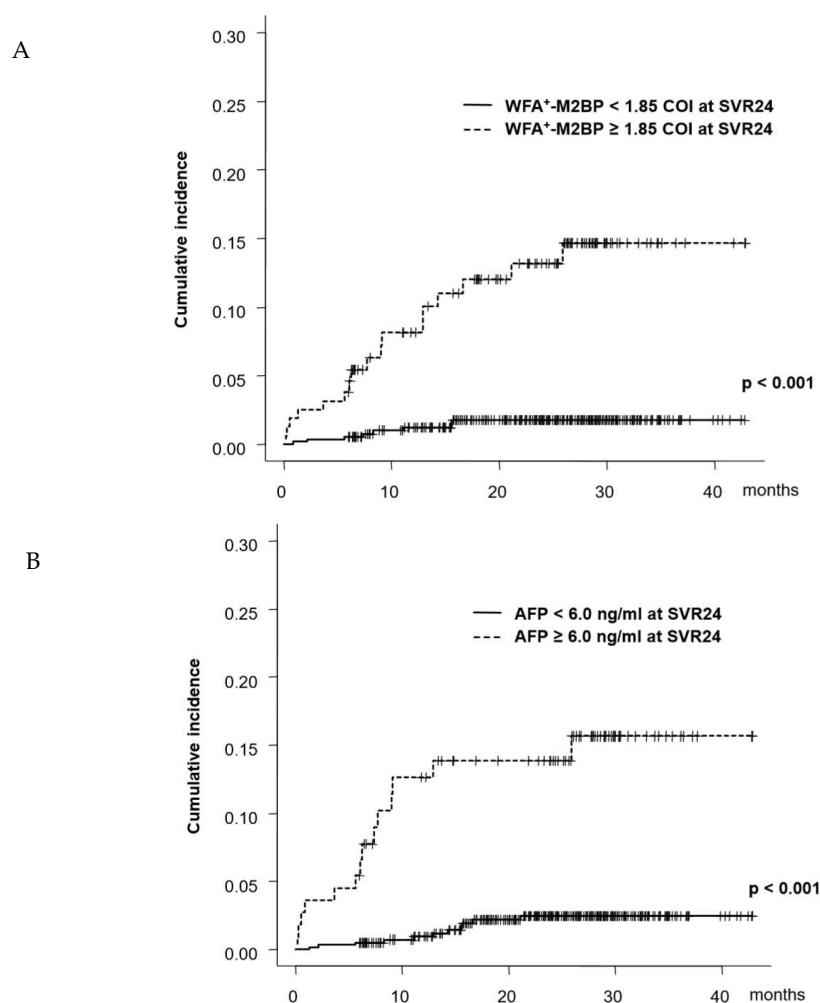 A
0.30
0.25
0.20
0.15
0.10
0.05
0.00
Cumulative incidence
WFA+-M2BP < 1.85 COI at SVR24
WFA+-M2BP ≥ 1.85 COI at SVR24
p < 0.001
0 10 20 30 40 months
B
0.30
0.25
0.20
0.15
0.10
0.05
0.00
Cumulative incidence
AFP < 6.0 ng/ml at SVR24
AFP ≥ 6.0 ng/ml at SVR24
p < 0.001
0 10 20 30 40 months